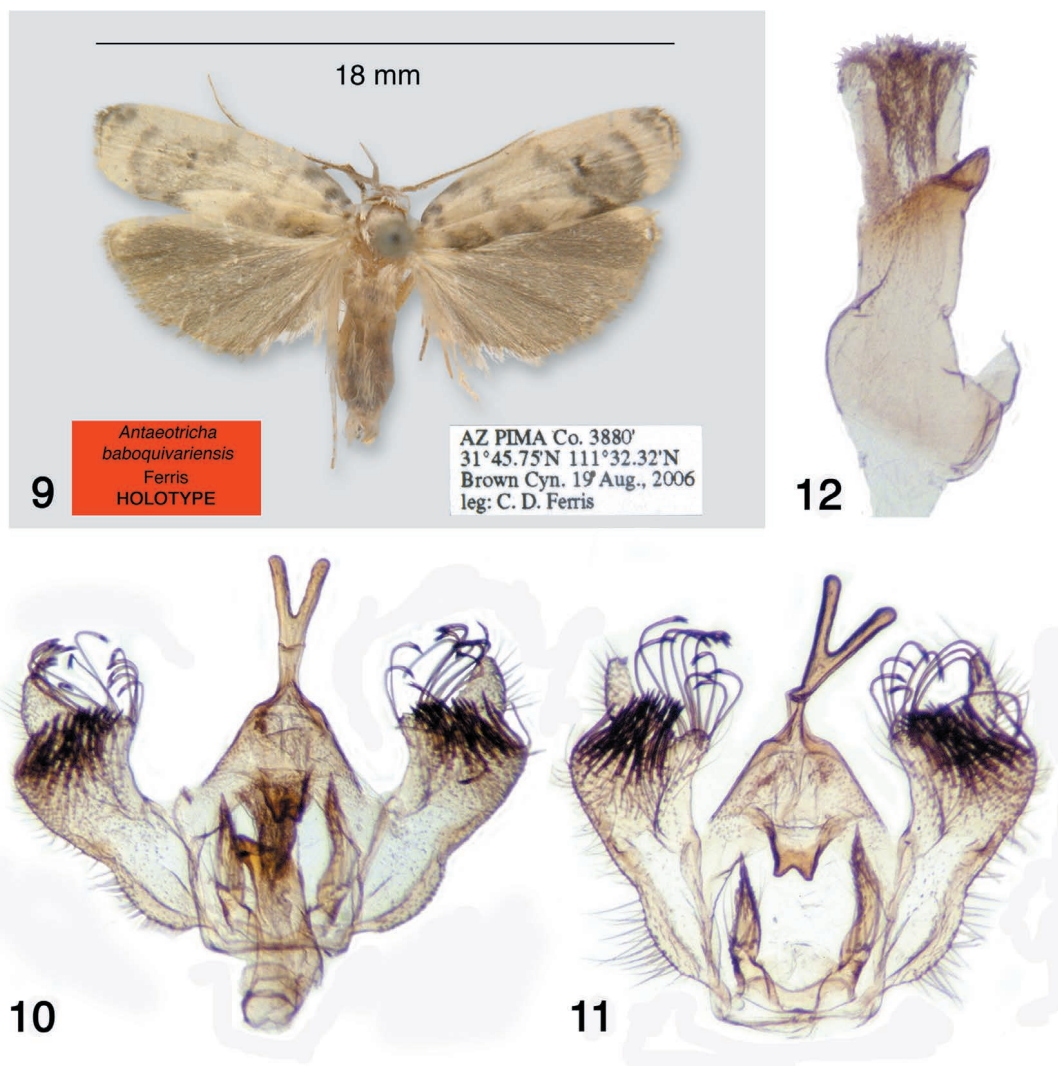 18 mm
Antaeotricha
baboquivariensis
Ferris
HOLOTYPE
AZ PIMA Co. 3880'
31°45.75'N 111°32.32'N
Brown Cyn. 19 Aug., 2006
leg: C. D. Ferris
9
12
10
11